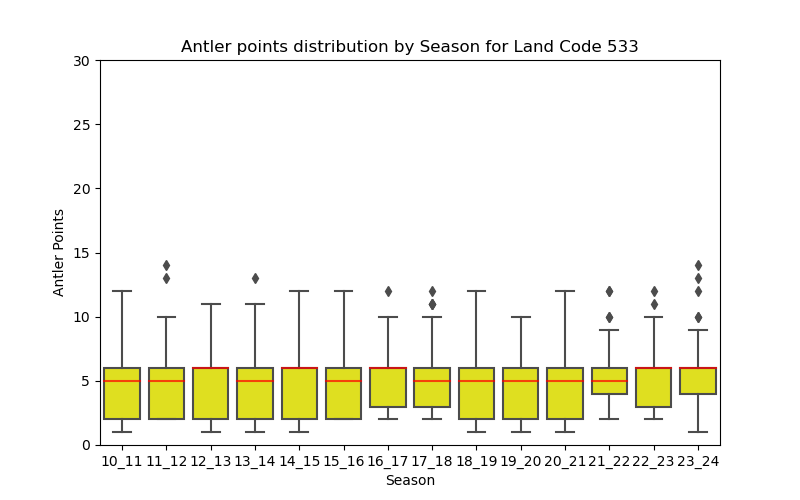 Antler points distribution by Season for Land Code 533
30
25
20
15
10
5
0
Antler Points
10_11 11_12 12_13 13_14 14_15 15_16 16_17 17_18 18_19 19_20 20_21 21_22 22_23 23_24
Season